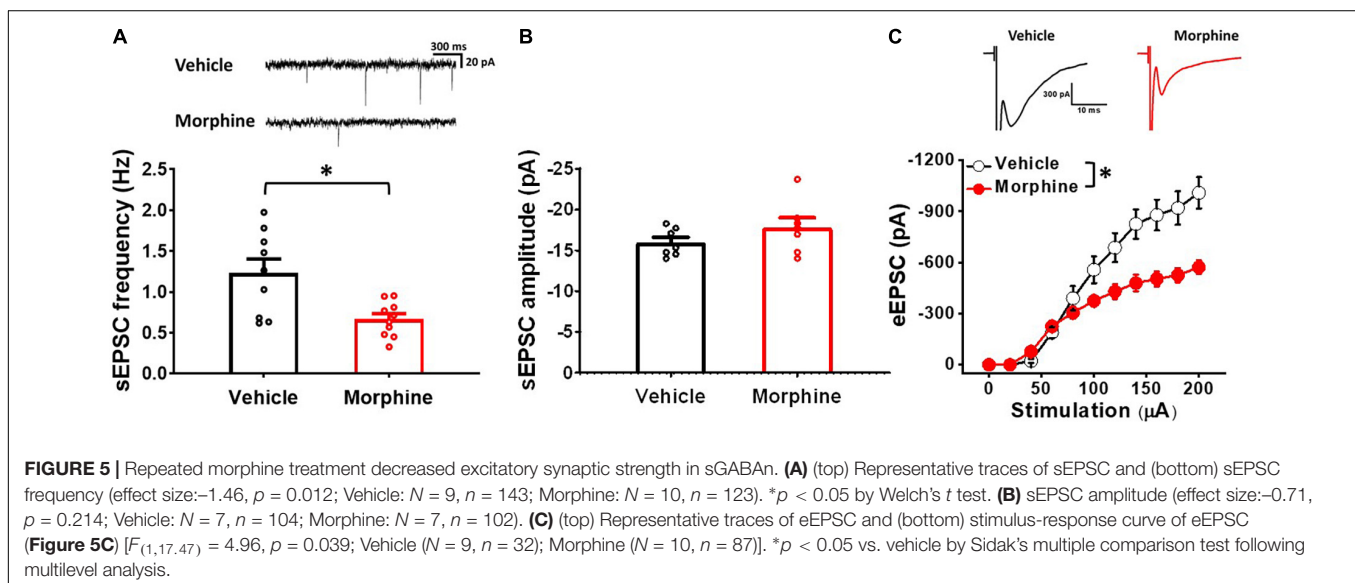 A
300 ms
Vehicle
20 pA
Morphine
sEPSC frequency (Hz)
2.5
2.0
1.5
1.0
0.5
0.0
*
Vehicle
Morphine
B
sEPSC amplitude (pA)
-25
-20
-15
-10
-5
0
Vehicle
Morphine
C
Vehicle
Morphine
300 pA
10 ms
Vehicle
Morphine
*
eEPSC (pA)
-1200
-900
-600
-300
0
0
50
100
150
200
Stimulation (μA)
FIGURE 5 | Repeated morphine treatment decreased excitatory synaptic strength in sGABAn. (A) (top) Representative traces of sEPSC and (bottom) sEPSC
frequency (effect size:–1.46, p = 0.012; Vehicle: N = 9, n = 143; Morphine: N = 10, n = 123). *p < 0.05 by Welch's t test. (B) sEPSC amplitude (effect size:–0.71,
p = 0.214; Vehicle: N = 7, n = 104; Morphine: N = 7, n = 102). (C) (top) Representative traces of eEPSC and (bottom) stimulus-response curve of eEPSC
(Figure 5C) [F(1,17.47) = 4.96, p = 0.039; Vehicle (N = 9, n = 32); Morphine (N = 10, n = 87)]. *p < 0.05 vs. vehicle by Sidak's multiple comparison test following
multilevel analysis.